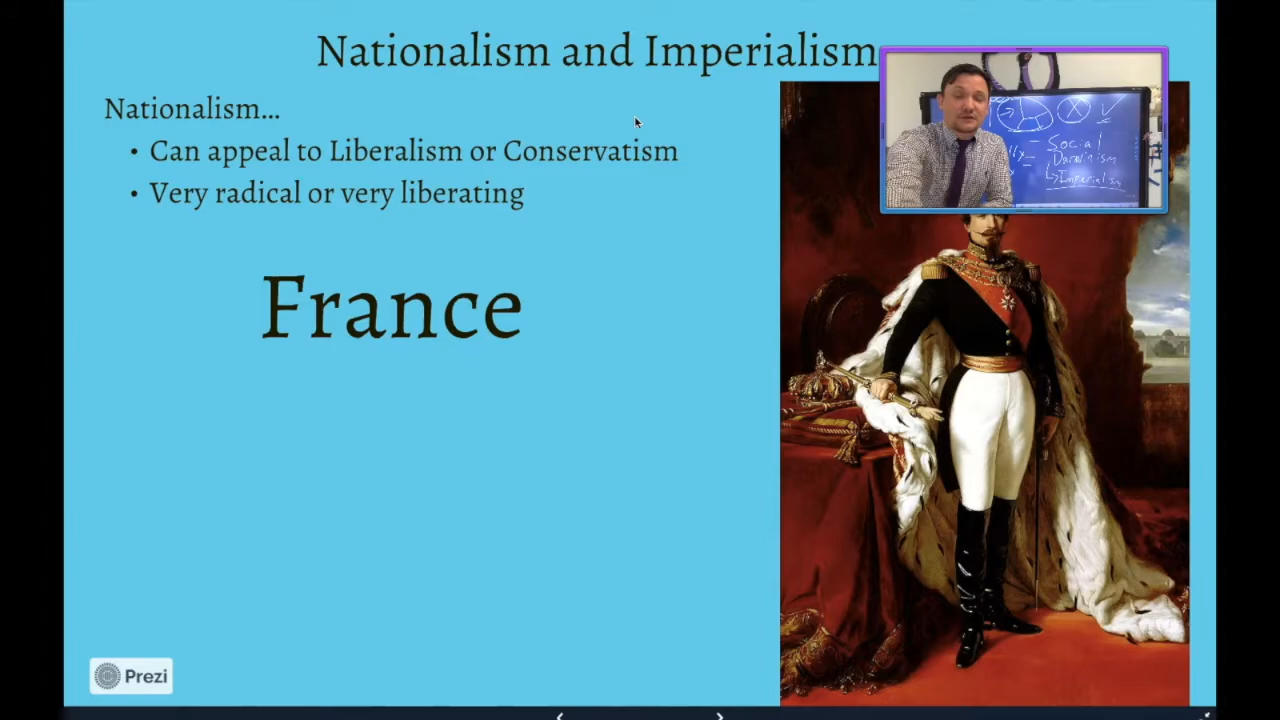 Nationalism and Imperialism
Nationalism...
• Can appeal to Liberalism or Conservatism
• Very radical or very liberating
France
Social
Darwinism
Imperialism
Prezi